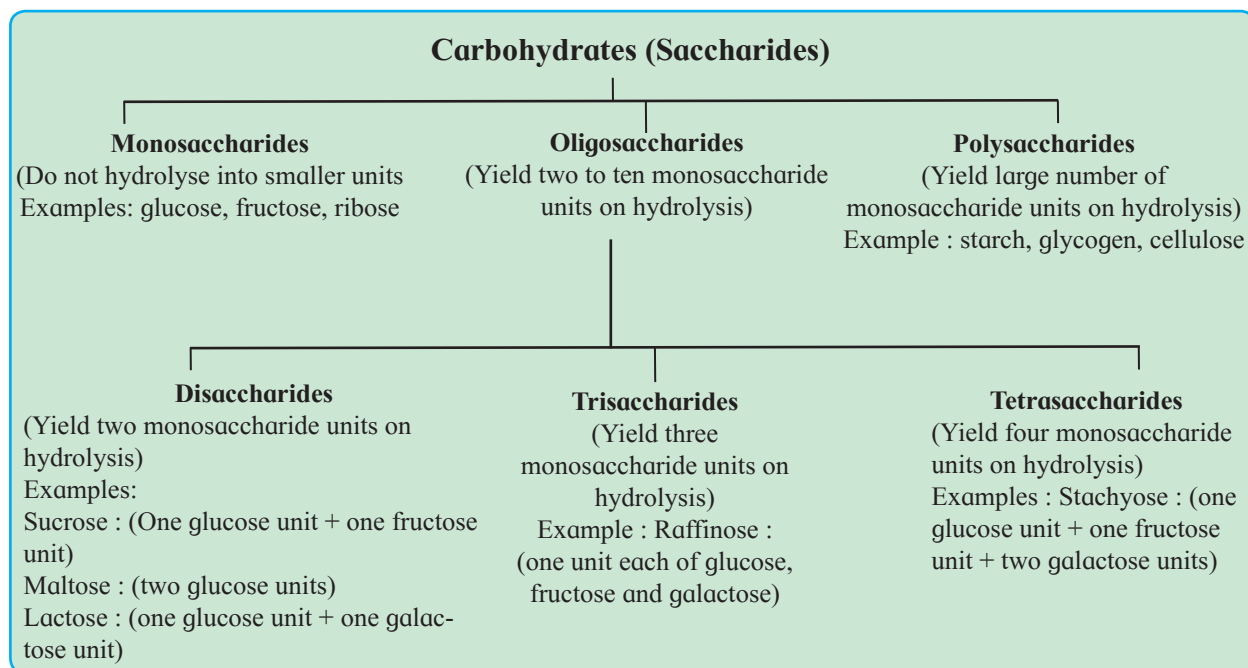 Carbohydrates (Saccharides)
Monosaccharides
(Do not hydrolyse into smaller units
Examples: glucose, fructose, ribose
Oligosaccharides
(Yield two to ten monosaccharide
units on hydrolysis)
Polysaccharides
(Yield large number of
monosaccharide units on hydrolysis)
Example : starch, glycogen, cellulose
Disaccharides
(Yield two monosaccharide units on
hydrolysis)
Examples:
Sucrose : (One glucose unit + one fructose
unit)
Maltose : (two glucose units)
Lactose : (one glucose unit + one galac-
tose unit)
Trisaccharides
(Yield three
monosaccharide units on
hydrolysis)
Example : Raffinose :
(one unit each of glucose,
fructose and galactose)
Tetrasaccharides
(Yield four monosaccharide
units on hydrolysis)
Examples : Stachyose : (one
glucose unit + one fructose
unit + two galactose units)